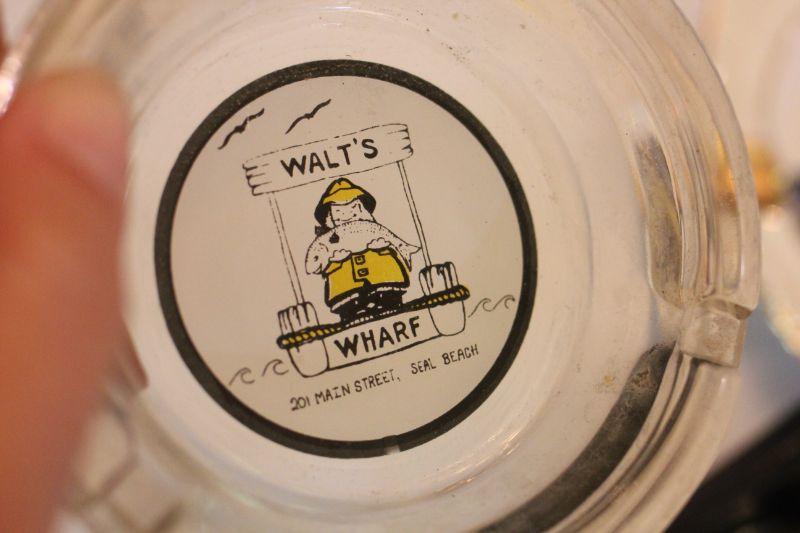 WALT'S
WHARF
201 MAIN STREET, SEAL BEACH